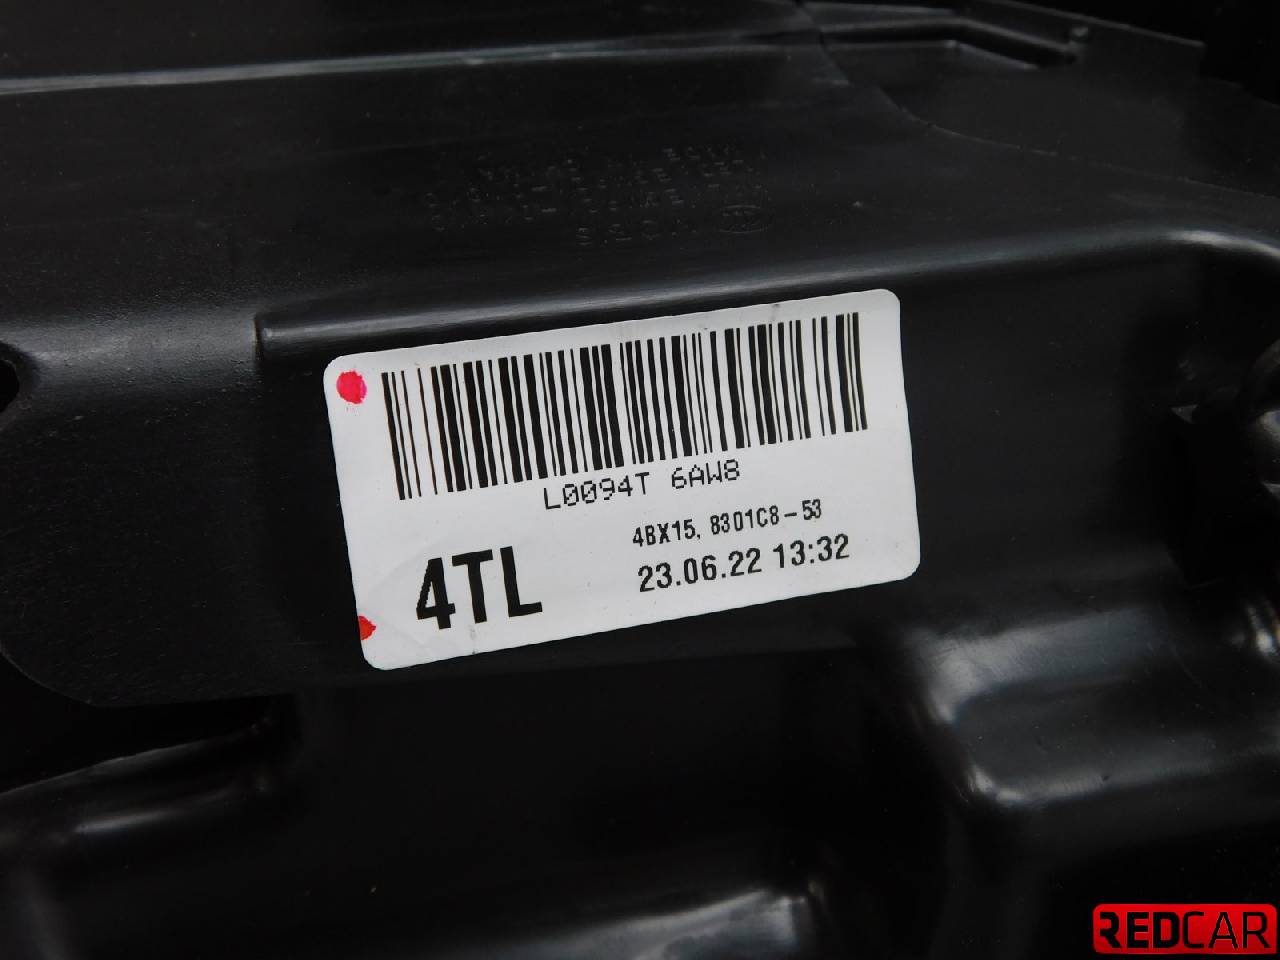 L0094T 6AW8
4BX15, 8301C8-53
4TL
23.06.22 13:32
REDCAR